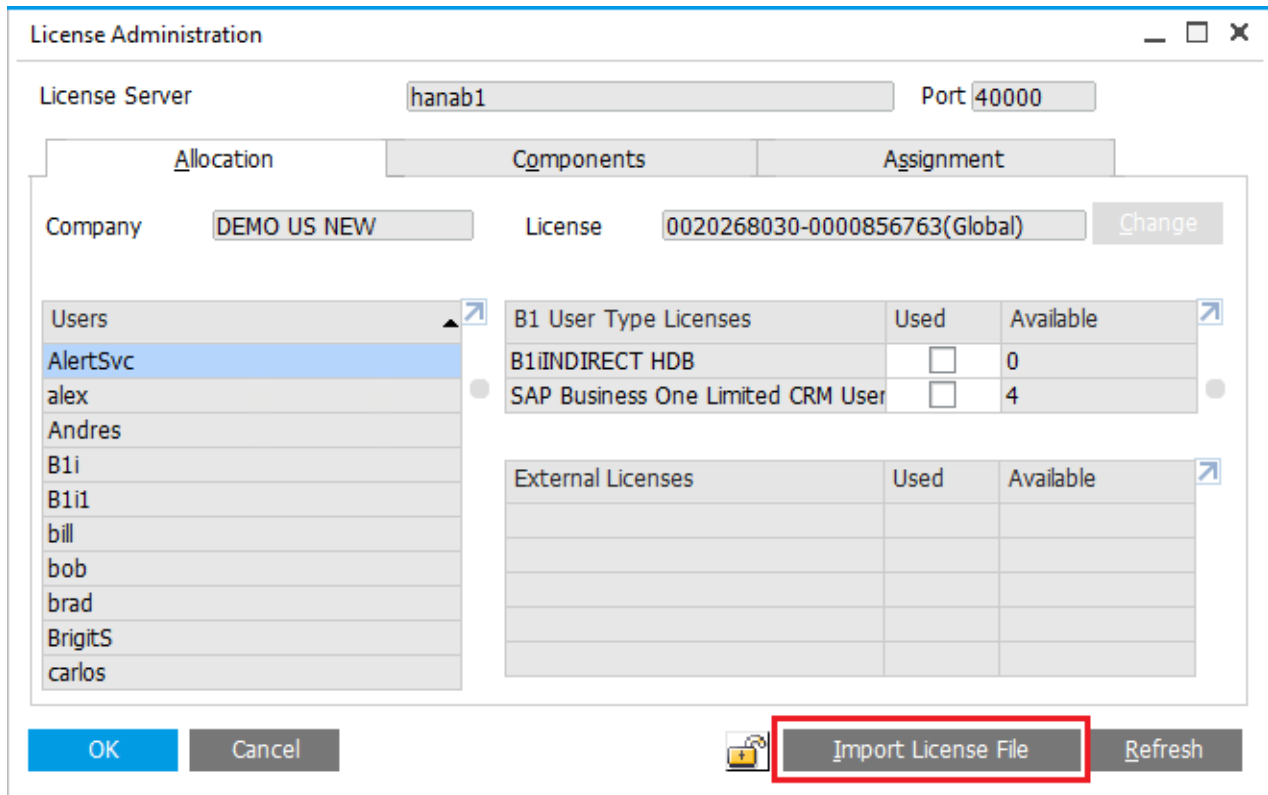 License Administration
License Server hanab1 Port 40000
Allocation Components Assignment
Company DEMO US NEW License 0020268030-0000856763(Global) Change
Users
AlertSvc
alex
Andres
B1i
B1i1
bill
bob
brad
BrigitS
carlos
B1 User Type Licenses Used Available
B1iINDIRECT HDB 0
SAP Business One Limited CRM User 4
External Licenses Used Available
OK Cancel Import License File Refresh